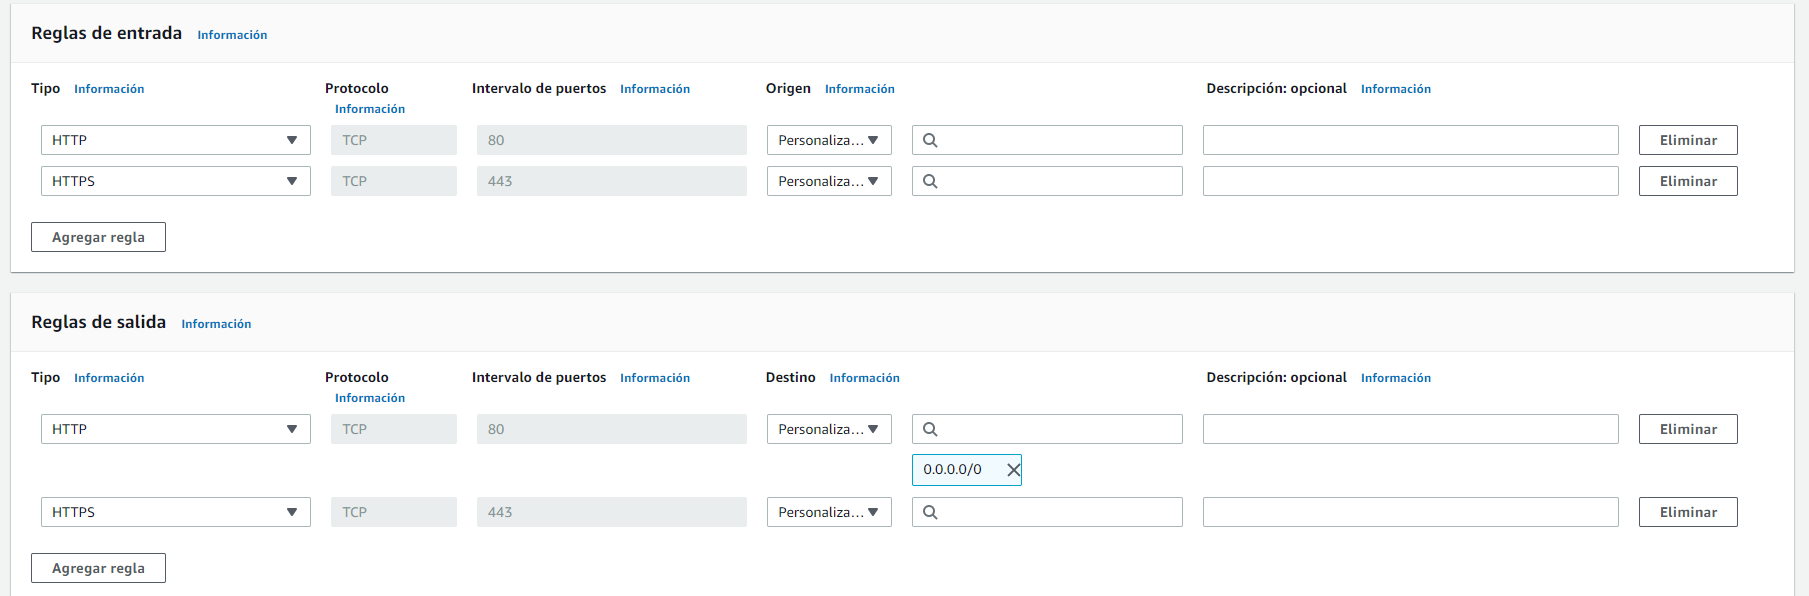 Reglas de entrada Información
Tipo Información Protocolo Información Intervalo de puertos Información Origen Información Descripción: opcional Información
HTTP TCP 80 Personaliza... Eliminar
HTTPS TCP 443 Personaliza... Eliminar
Agregar regla
Reglas de salida Información
Tipo Información Protocolo Información Intervalo de puertos Información Destino Información Descripción: opcional Información
HTTP TCP 80 Personaliza... Eliminar
0.0.0.0/0
HTTPS TCP 443 Personaliza... Eliminar
Agregar regla